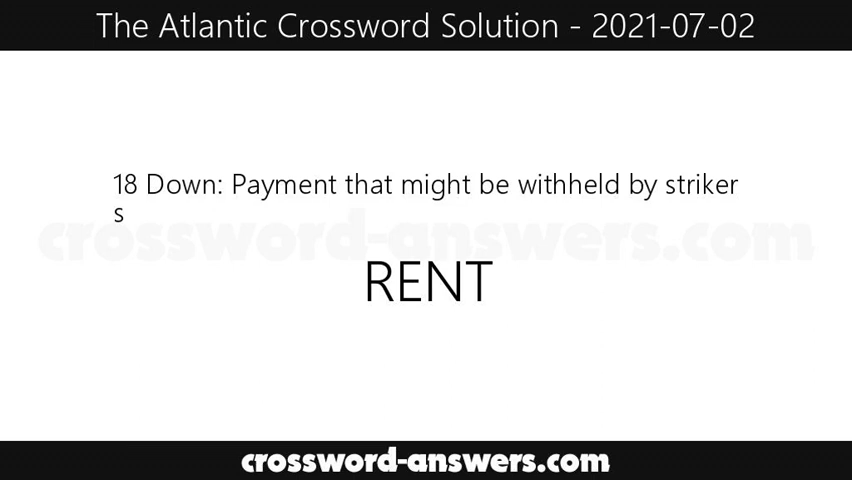 The Atlantic Crossword Solution - 2021-07-02
18 Down: Payment that might be withheld by striker
s
crossword-answers.com
RENT
crossword-answers.com